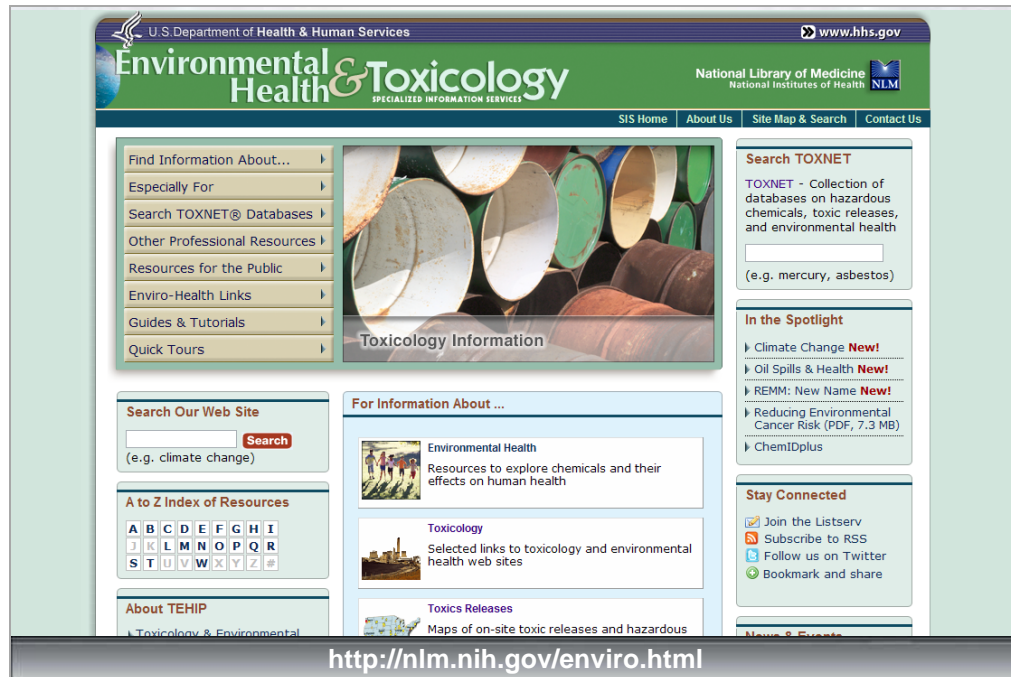 U.S.Department of Health & Human Services
www.hhs.gov
Environmental
Health
&
Toxicology
SPECIALIZED INFORMATION SERVICES
National Library of Medicine
National Institutes of Health
NLM
SIS Home
About Us
Site Map & Search
Contact Us
Find Information About...
Especially For
Search TOXNET® Databases
Other Professional Resources
Resources for the Public
Enviro-Health Links
Guides & Tutorials
Quick Tours
Toxicology Information
Search TOXNET
TOXNET - Collection of
databases on hazardous
chemicals, toxic releases,
and environmental health
(e.g. mercury, asbestos)
In the Spotlight
Climate Change New!
Oil Spills & Health New!
REMM: New Name New!
Reducing Environmental
Cancer Risk (PDF, 7.3 MB)
ChemIDplus
Search Our Web Site
Search
(e.g. climate change)
A to Z Index of Resources
A B C D E F G H I
J K L M N O P Q R
S T U V W X Y Z #
About TEHIP
Toxicology & Environmental
For Information About ...
Environmental Health
Resources to explore chemicals and their
effects on human health
Toxicology
Selected links to toxicology and environmental
health web sites
Toxics Releases
Maps of on-site toxic releases and hazardous
Stay Connected
Join the Listserv
Subscribe to RSS
Follow us on Twitter
Bookmark and share
News & Events
http://nlm.nih.gov/enviro.html